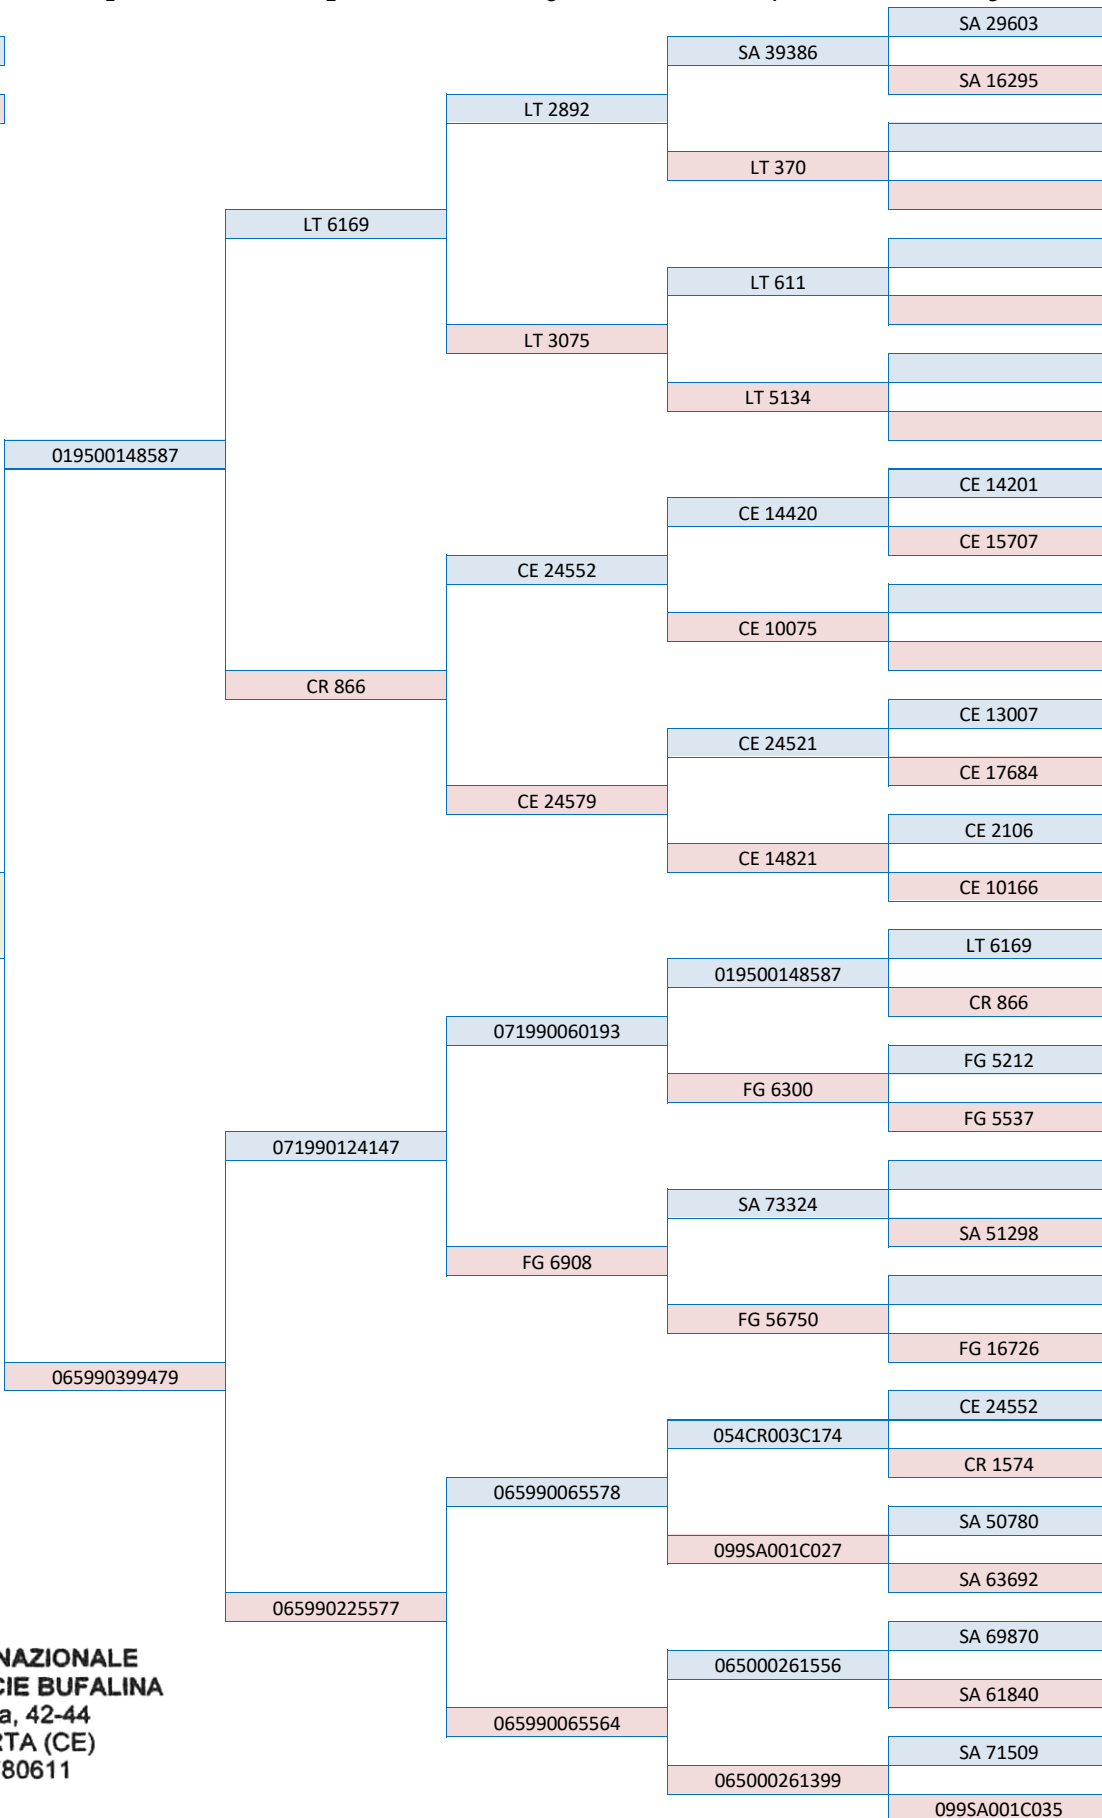 SA 29603
SA 39386
SA 16295
LT 2892
LT 370
LT 6169
LT 611
LT 3075
LT 5134
019500148587
CE 14201
CE 14420
CE 15707
CE 24552
CE 10075
CR 866
CE 13007
CE 24521
CE 17684
CE 24579
CE 2106
CE 14821
CE 10166
LT 6169
019500148587
CR 866
071990060193
FG 5212
FG 6300
FG 5537
071990124147
SA 73324
SA 51298
FG 6908
FG 56750
FG 16726
065990399479
CE 24552
054CR003C174
CR 1574
065990065578
SA 50780
099SA001C027
SA 63692
065990225577
SA 69870
065000261556
SA 61840
065990065564
SA 71509
065000261399
099SA001C035
NAZIONALE
CIE BUFALINA
a, 42-44
RTA (CE)
780611